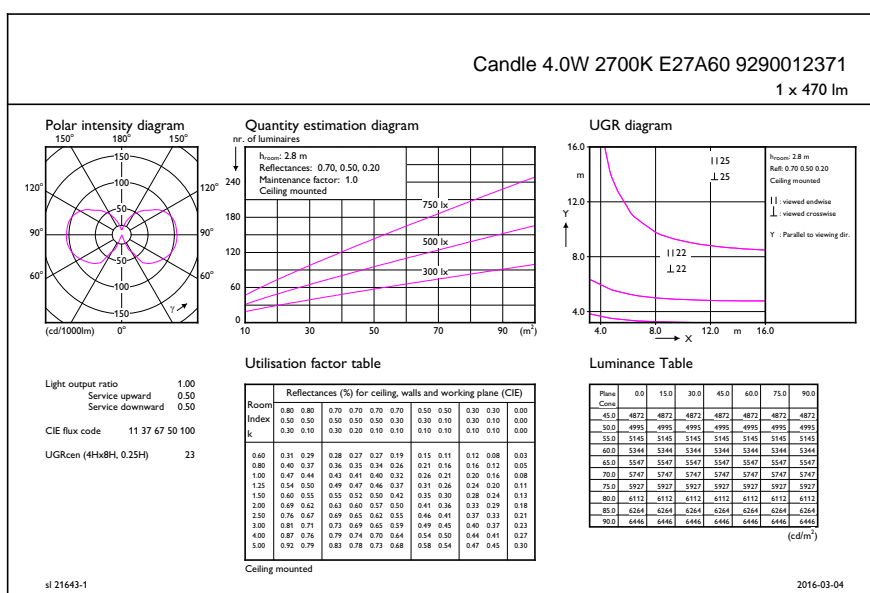 Candle 4.0W 2700K E27A60 9290012371
1 x 470 lm
Polar intensity diagram
150° 180° 150°
120° 120°
90° 90°
60° 60°
150
100
50
50
100
150
γ
(cd/1000lm) 0°
Quantity estimation diagram
nr. of luminaires
hroom: 2.8 m
Reflectances: 0.70, 0.50, 0.20
Maintenance factor: 1.0
Ceiling mounted
240
180
120
60
0
750 lx
500 lx
300 lx
10 30 50 70 90 (m²)
UGR diagram
16.0
m
12.0
Y
8.0
4.0
II 25
⊥ 25
II 22
⊥ 22
4.0 8.0 12.0 m 16.0
X
hroom: 2.8 m
Refl: 0.70 0.50 0.20
Ceiling mounted
II : viewed endwise
⊥ : viewed crosswise
Y : Parallel to viewing dir.
Light output ratio 1.00
Service upward 0.50
Service downward 0.50
CIE flux code 11 37 67 50 100
UGRcen (4Hx8H, 0.25H) 23
Utilisation factor table
Room
Index
k
Reflectances (%) for ceiling, walls and working plane (CIE)
0.80 0.80 0.70 0.70 0.70 0.70 0.50 0.50 0.30 0.30 0.00
0.50 0.50 0.50 0.50 0.50 0.30 0.30 0.10 0.30 0.10 0.00
0.30 0.10 0.30 0.20 0.10 0.10 0.10 0.10 0.10 0.10 0.00
0.60 0.31 0.29 0.28 0.27 0.27 0.19 0.15 0.11 0.12 0.08 0.03
0.80 0.40 0.37 0.36 0.35 0.34 0.26 0.21 0.16 0.16 0.12 0.05
1.00 0.47 0.44 0.43 0.41 0.40 0.32 0.26 0.21 0.20 0.16 0.08
1.25 0.54 0.50 0.49 0.47 0.46 0.37 0.31 0.26 0.24 0.20 0.11
1.50 0.60 0.55 0.55 0.52 0.50 0.42 0.35 0.30 0.28 0.24 0.13
2.00 0.69 0.62 0.63 0.60 0.57 0.50 0.41 0.36 0.33 0.29 0.18
2.50 0.76 0.67 0.69 0.65 0.62 0.55 0.46 0.41 0.37 0.33 0.21
3.00 0.81 0.71 0.73 0.69 0.65 0.59 0.49 0.45 0.40 0.37 0.23
4.00 0.87 0.76 0.79 0.74 0.70 0.64 0.54 0.50 0.44 0.41 0.27
5.00 0.92 0.79 0.83 0.78 0.73 0.68 0.58 0.54 0.47 0.45 0.30
Ceiling mounted
Luminance Table
Plane 0.0 15.0 30.0 45.0 60.0 75.0 90.0
Cone
45.0 4872 4872 4872 4872 4872 4872 4872
50.0 4995 4995 4995 4995 4995 4995 4995
55.0 5145 5145 5145 5145 5145 5145 5145
60.0 5344 5344 5344 5344 5344 5344 5344
65.0 5547 5547 5547 5547 5547 5547 5547
70.0 5747 5747 5747 5747 5747 5747 5747
75.0 5927 5927 5927 5927 5927 5927 5927
80.0 6112 6112 6112 6112 6112 6112 6112
85.0 6264 6264 6264 6264 6264 6264 6264
90.0 6446 6446 6446 6446 6446 6446 6446
(cd/m²)
sl 21643-1
2016-03-04